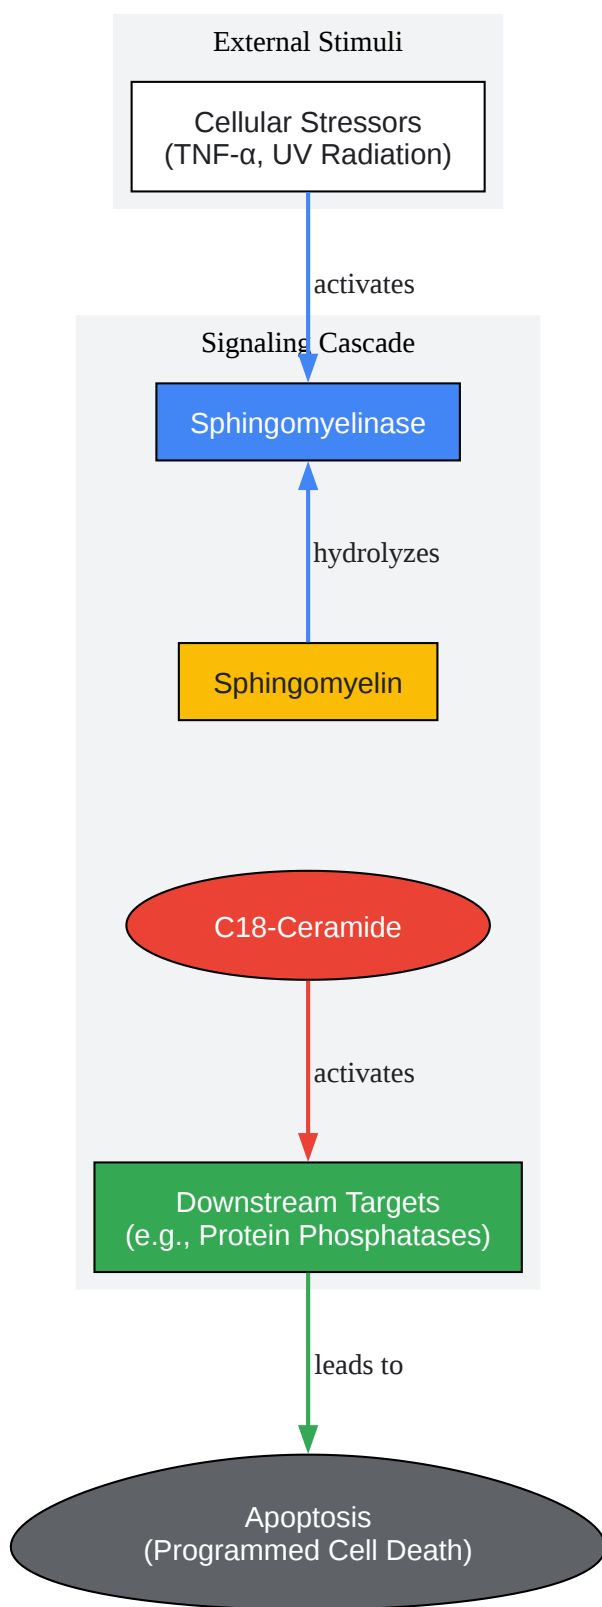 External Stimuli
Cellular Stressors
(TNF-α, UV Radiation)
activates
Signaling Cascade
Sphingomyelinase
hydrolyzes
Sphingomyelin
C18-Ceramide
activates
Downstream Targets
(e.g., Protein Phosphatases)
leads to
Apoptosis
(Programmed Cell Death)